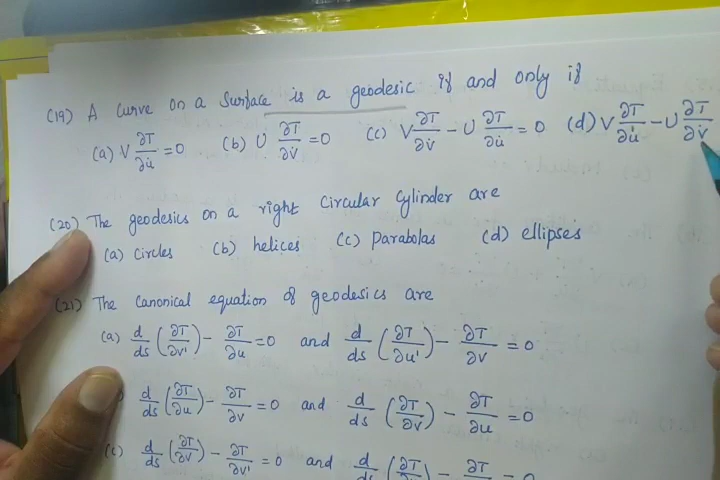 (19) A curve on a surface is a geodesic if and only if
(a) V ∂T/∂u̇ = 0 (b) U ∂T/∂v̇ = 0 (c) V ∂T/∂v̇ − U ∂T/∂u̇ = 0 (d) V ∂T/∂u̇ − U ∂T/∂v̇
(20) The geodesics on a right circular cylinder are
(a) circles (b) helices (c) parabolas (d) ellipses
(21) The canonical equation of geodesics are
(a) d/ds (∂T/∂v') − ∂T/∂u = 0 and d/ds (∂T/∂u') − ∂T/∂v = 0
) d/ds (∂T/∂u) − ∂T/∂v = 0 and d/ds (∂T/∂v) − ∂T/∂u = 0
(c) d/ds (∂T/∂v) − ∂T/∂v' = 0 and d/ds (∂T/∂u) − ∂T = 0